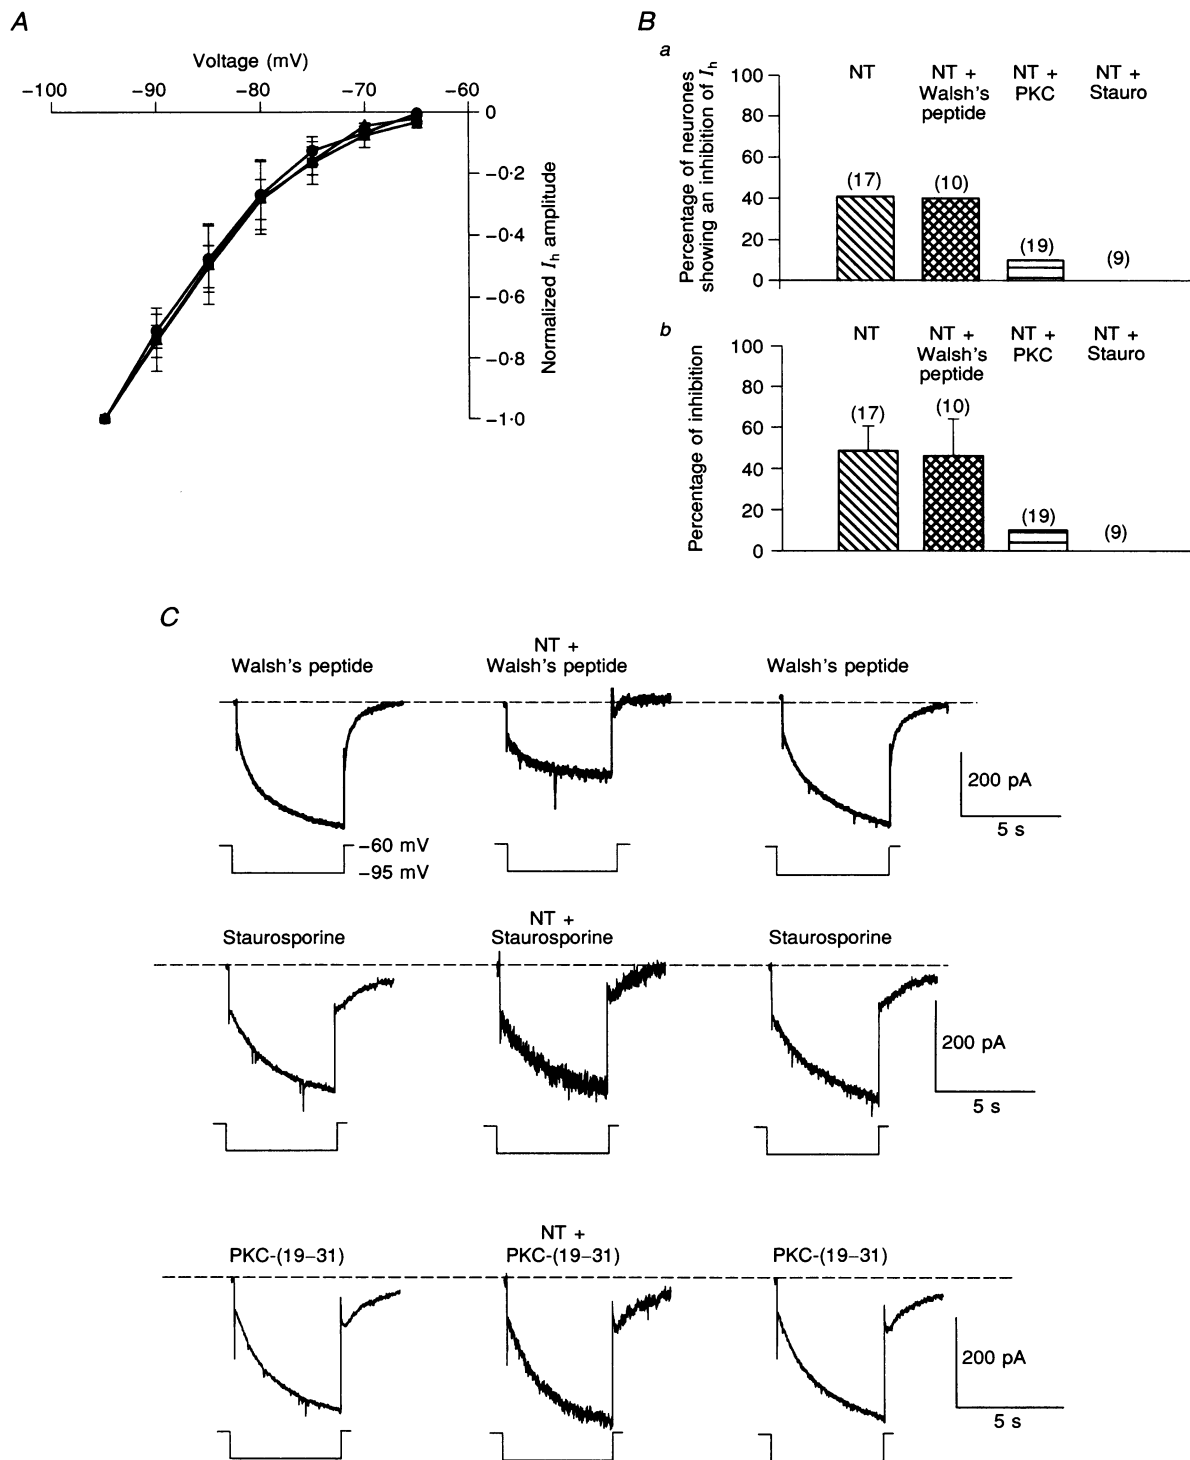 A
Voltage (mV)
−100 −90 −80 −70 −60
0
−0·2
−0·4
−0·6
−0·8
−1·0
Normalized Ih amplitude
B
a
Percentage of neurones
showing an inhibition of Ih
100
80
60
40
20
0
NT
NT +
Walsh's
peptide
NT +
PKC
NT +
Stauro
(17)
(10)
(19)
(9)
b
Percentage of inhibition
100
80
60
40
20
0
NT
NT +
Walsh's
peptide
NT +
PKC
NT +
Stauro
(17)
(10)
(19)
(9)
C
Walsh's peptide
NT +
Walsh's peptide
Walsh's peptide
200 pA
5 s
−60 mV
−95 mV
Staurosporine
NT +
Staurosporine
Staurosporine
200 pA
5 s
PKC-(19–31)
NT +
PKC-(19–31)
PKC-(19–31)
200 pA
5 s